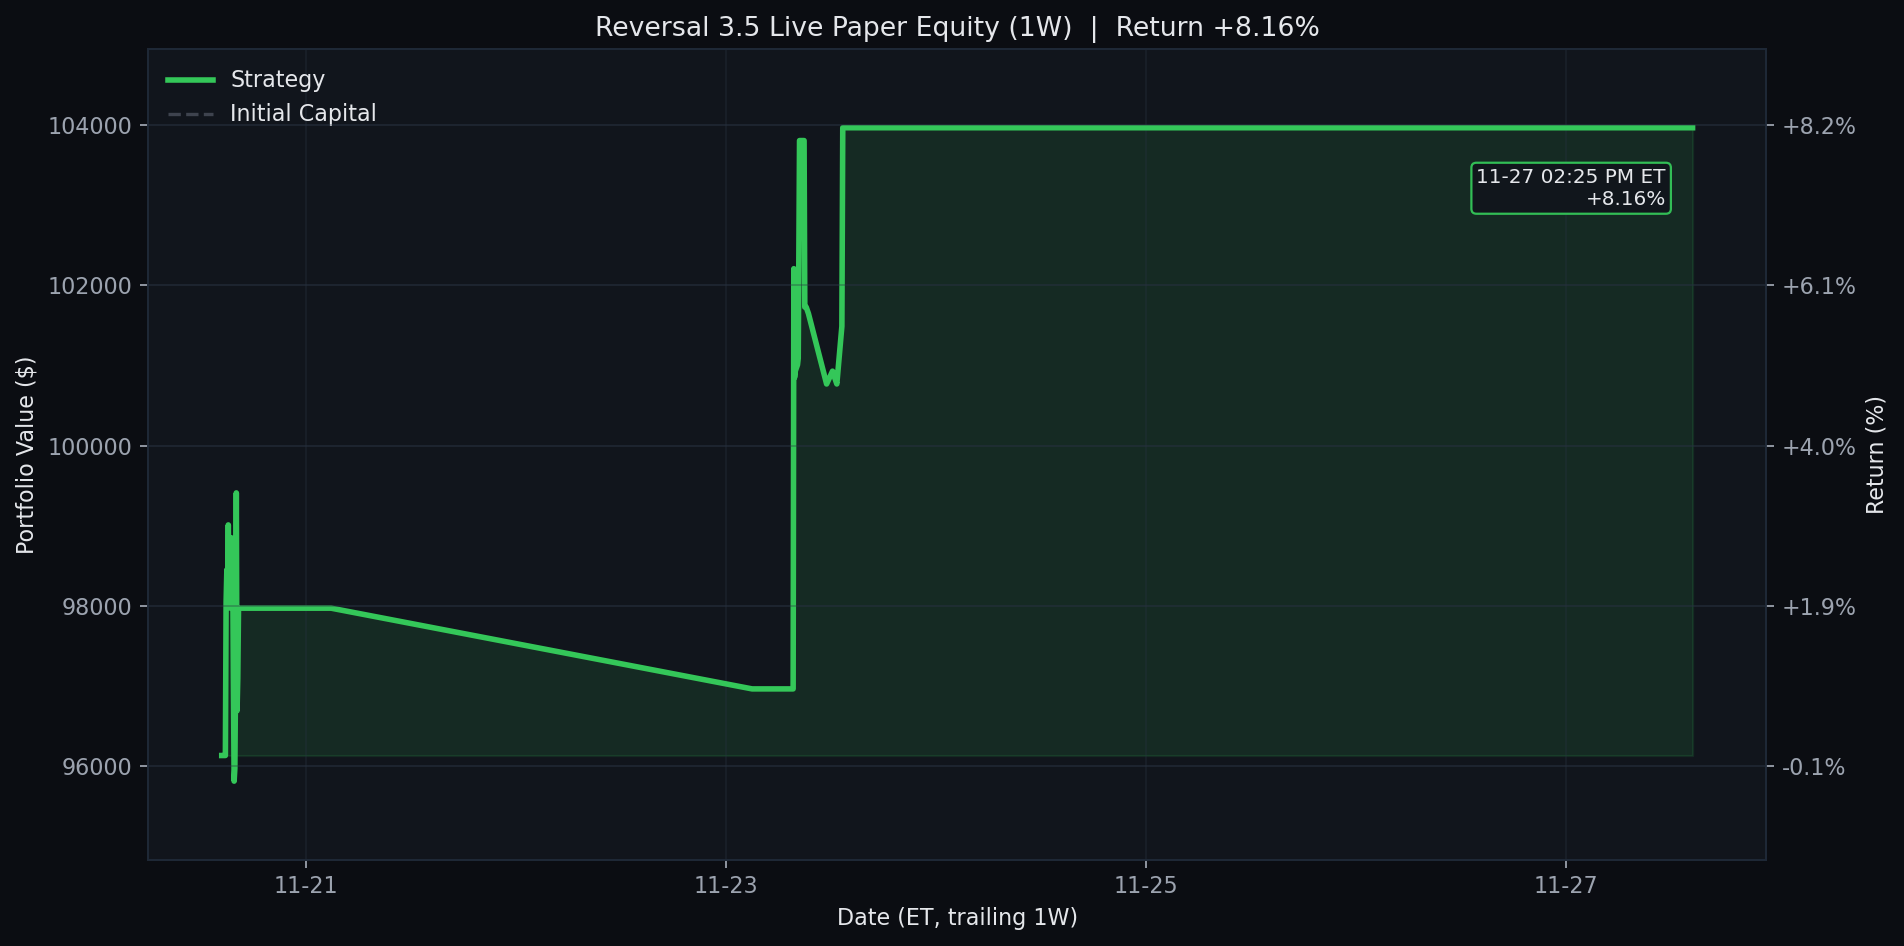 Reversal 3.5 Live Paper Equity (1W) | Return +8.16%
Strategy
Initial Capital
104000
102000
100000
98000
96000
Portfolio Value ($)
+8.2%
+6.1%
+4.0%
+1.9%
-0.1%
Return (%)
11-27 02:25 PM ET
+8.16%
11-21
11-23
11-25
11-27
Date (ET, trailing 1W)